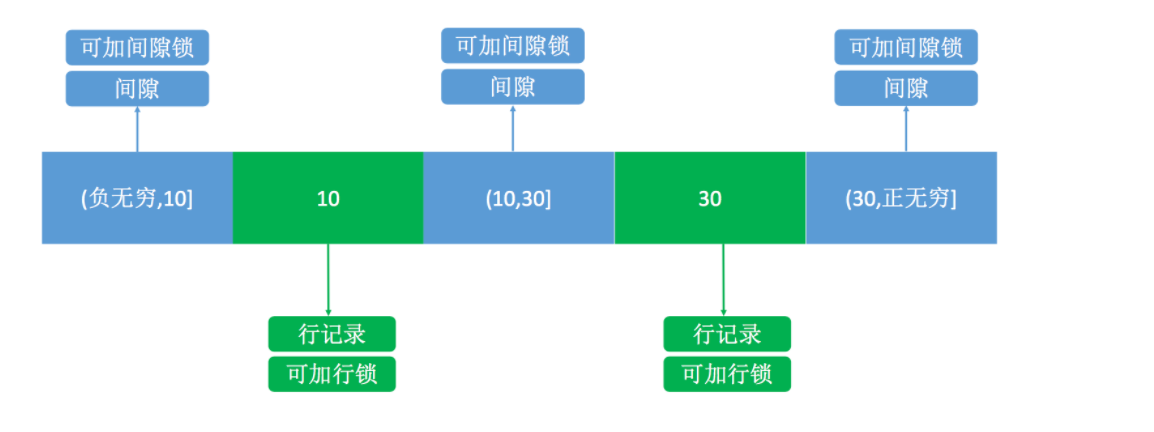 可加间隙锁
间隙
可加间隙锁
间隙
可加间隙锁
间隙
(负无穷,10]
10
(10,30]
30
(30,正无穷]
行记录
可加行锁
行记录
可加行锁